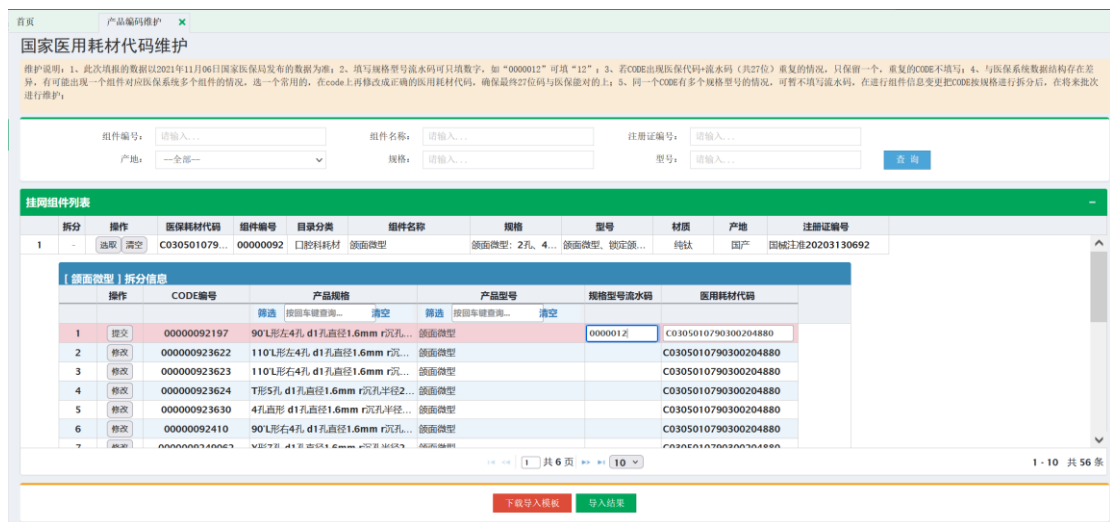 首页 产品编码维护 ×
国家医用耗材代码维护
维护说明：1、此次填报的数据以2021年11月06日国家医保局发布的数据为准；2、填写规格型号流水码可只填数字，如“0000012”可填“12”；3、若CODE出现医保代码+流水码（共27位）重复的情况，只保留一个，重复的CODE不填写；4、与医保系统数据结构存在差
异，有可能出现一个组件对应医保系统多个组件的情况，选一个常用的，在code上再修改成正确的医用耗材代码，确保最终27位码与医保能对的上；5、同一个CODE有多个规格型号的情况，可暂不填写流水码，在进行组件信息变更把CODE按规格进行拆分后，在将来批次
进行维护；
组件编号： 请输入... 组件名称： 请输入... 注册证编号： 请输入...
产地： --全部-- 规格： 请输入... 型号： 请输入... 查 询
挂网组件列表 −
拆分 操作 医保耗材代码 组件编号 目录分类 组件名称 规格 型号 材质 产地 注册证编号
1 - 选取 清空 C030501079... 00000092 口腔科耗材 颌面微型 颌面微型：2孔、4... 颌面微型、锁定颌... 纯钛 国产 国械注准20203130692
[ 颌面微型 ] 拆分信息
操作 CODE编号 产品规格 产品型号 规格型号流水码 医用耗材代码
筛选 按回车键查询... 清空 筛选 按回车键查询... 清空
1 提交 00000092197 90°L形左4孔 d1孔直径1.6mm r沉孔... 颌面微型 0000012 C0305010790300204880
2 修改 000000923622 110°L形左4孔 d1孔直径1.6mm r沉... 颌面微型 C0305010790300204880
3 修改 000000923623 110°L形右4孔 d1孔直径1.6mm r沉... 颌面微型 C0305010790300204880
4 修改 000000923624 T形5孔 d1孔直径1.6mm r沉孔半径2... 颌面微型 C0305010790300204880
5 修改 000000923630 4孔直形 d1孔直径1.6mm r沉孔半径... 颌面微型 C0305010790300204880
6 修改 00000092410 90°L形右4孔 d1孔直径1.6mm r沉孔... 颌面微型 C0305010790300204880
7 修改 0000009249062 Y形7孔 d1孔直径1.6mm r沉孔半径2... 颌面微型 C0305010790300204880
1 共 6 页 10 1 - 10 共 56 条
下载导入模板 导入结果